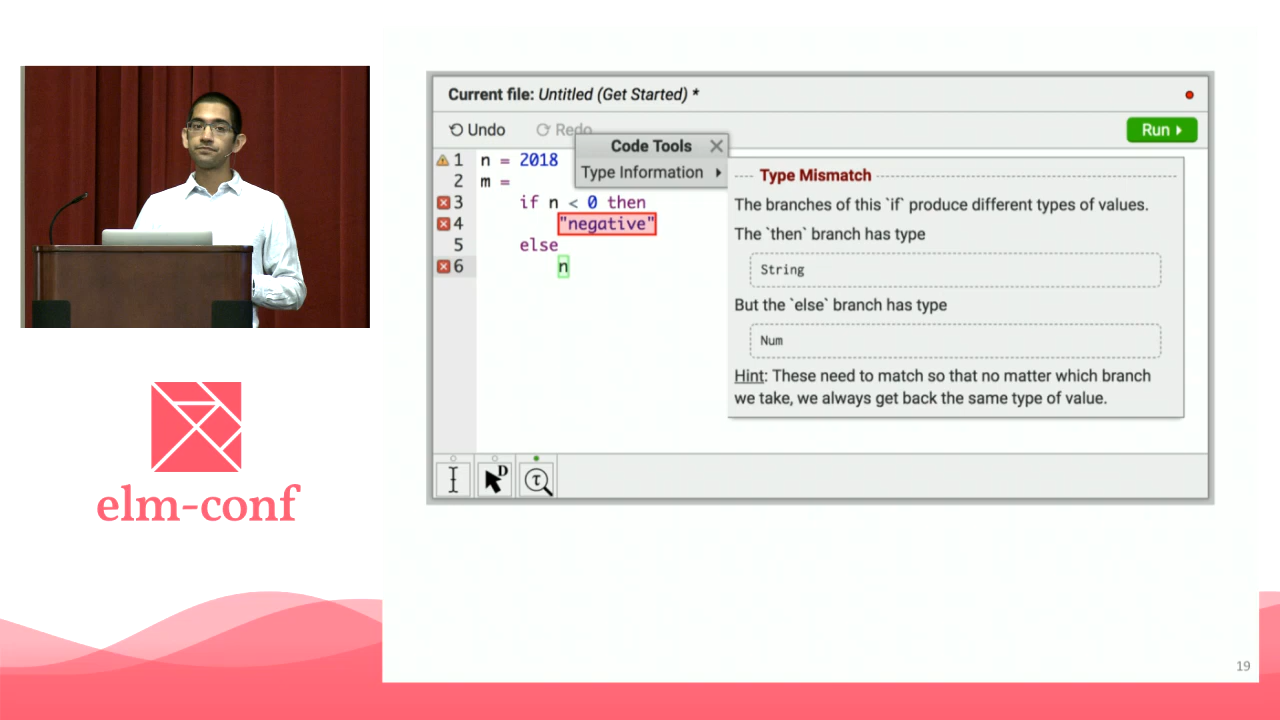 Current file: Untitled (Get Started) *
Undo Redo Run
Code Tools
Type Information
1 n = 2018
2 m =
3 if n < 0 then
4 "negative"
5 else
6 n
Type Mismatch
The branches of this `if` produce different types of values.
The `then` branch has type
String
But the `else` branch has type
Num
Hint: These need to match so that no matter which branch
we take, we always get back the same type of value.
D
τ
elm-conf
19